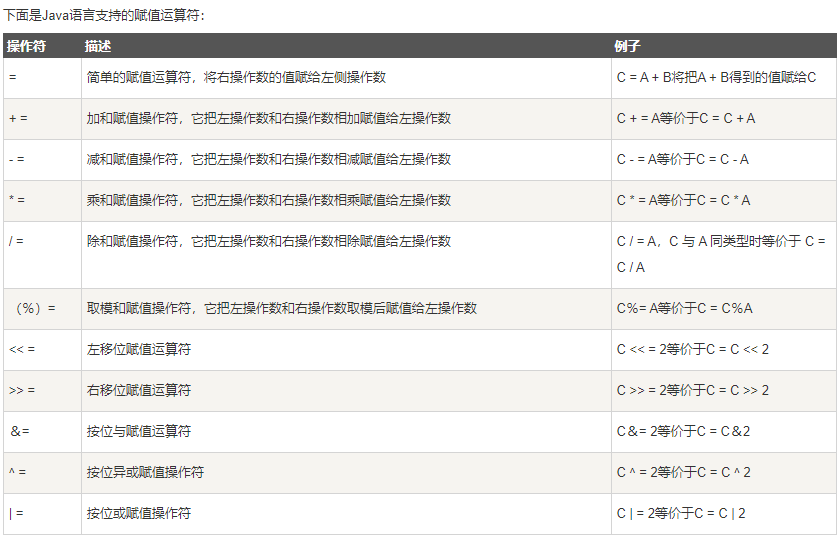 下面是Java语言支持的赋值运算符：
操作符 描述 例子
= 简单的赋值运算符，将右操作数的值赋给左侧操作数 C = A + B将把A + B得到的值赋给C
+ = 加和赋值操作符，它把左操作数和右操作数相加赋值给左操作数 C + = A等价于C = C + A
- = 减和赋值操作符，它把左操作数和右操作数相减赋值给左操作数 C - = A等价于C = C - A
* = 乘和赋值操作符，它把左操作数和右操作数相乘赋值给左操作数 C * = A等价于C = C * A
/ = 除和赋值操作符，它把左操作数和右操作数相除赋值给左操作数 C / = A，C 与 A 同类型时等价于 C =
C / A
（%）= 取模和赋值操作符，它把左操作数和右操作数取模后赋值给左操作数 C％= A等价于C = C％A
<< = 左移位赋值运算符 C << = 2等价于C = C << 2
>> = 右移位赋值运算符 C >> = 2等价于C = C >> 2
＆= 按位与赋值运算符 C＆= 2等价于C = C＆2
^ = 按位异或赋值操作符 C ^ = 2等价于C = C ^ 2
| = 按位或赋值操作符 C | = 2等价于C = C | 2